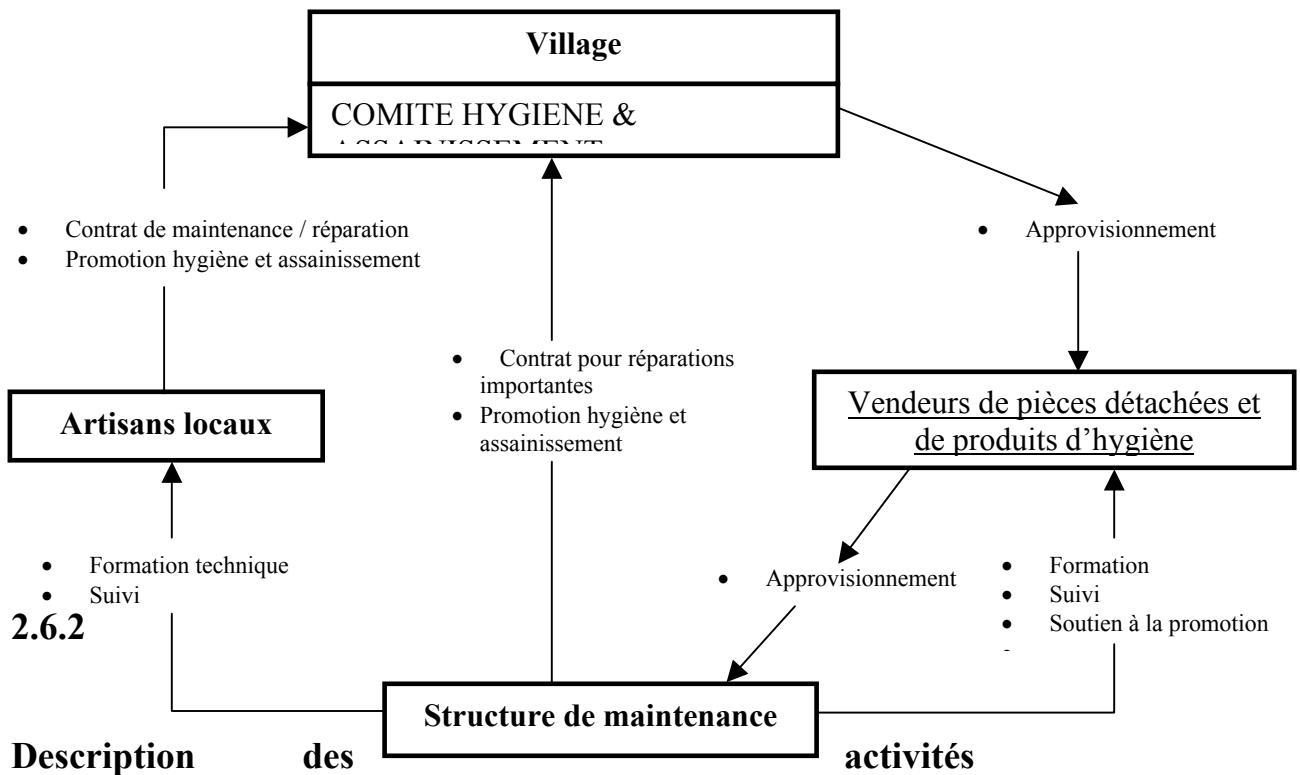 Village
COMITE HYGIENE &
ASSAINISSEMENT
• Contrat de maintenance / réparation
• Promotion hygiène et assainissement
• Approvisionnement
• Contrat pour réparations
importantes
• Promotion hygiène et
assainissement
Artisans locaux
Vendeurs de pièces détachées et
de produits d’hygiène
• Formation technique
• Suivi
• Approvisionnement
• Formation
• Suivi
• Soutien à la promotion
2.6.2
Structure de maintenance
Description des activités